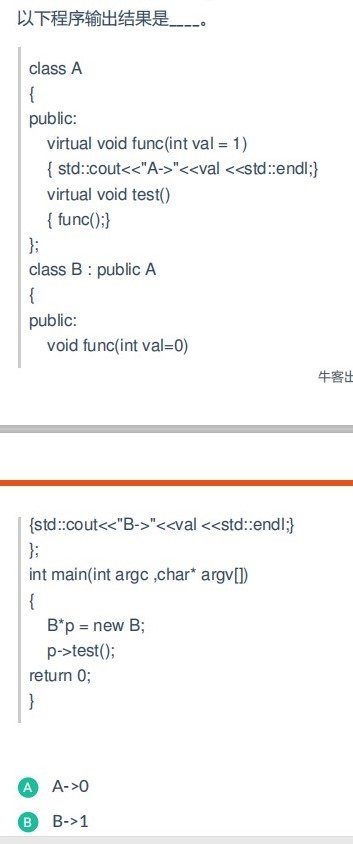 以下程序输出结果是____。
class A
{
public:
virtual void func(int val = 1)
{ std::cout<<"A->"<<val <<std::endl;}
virtual void test()
{ func();}
};
class B : public A
{
public:
void func(int val=0)
牛客出
{std::cout<<"B->"<<val <<std::endl;}
};
int main(int argc ,char* argv[])
{
B*p = new B;
p->test();
return 0;
}
A A->0
B B->1